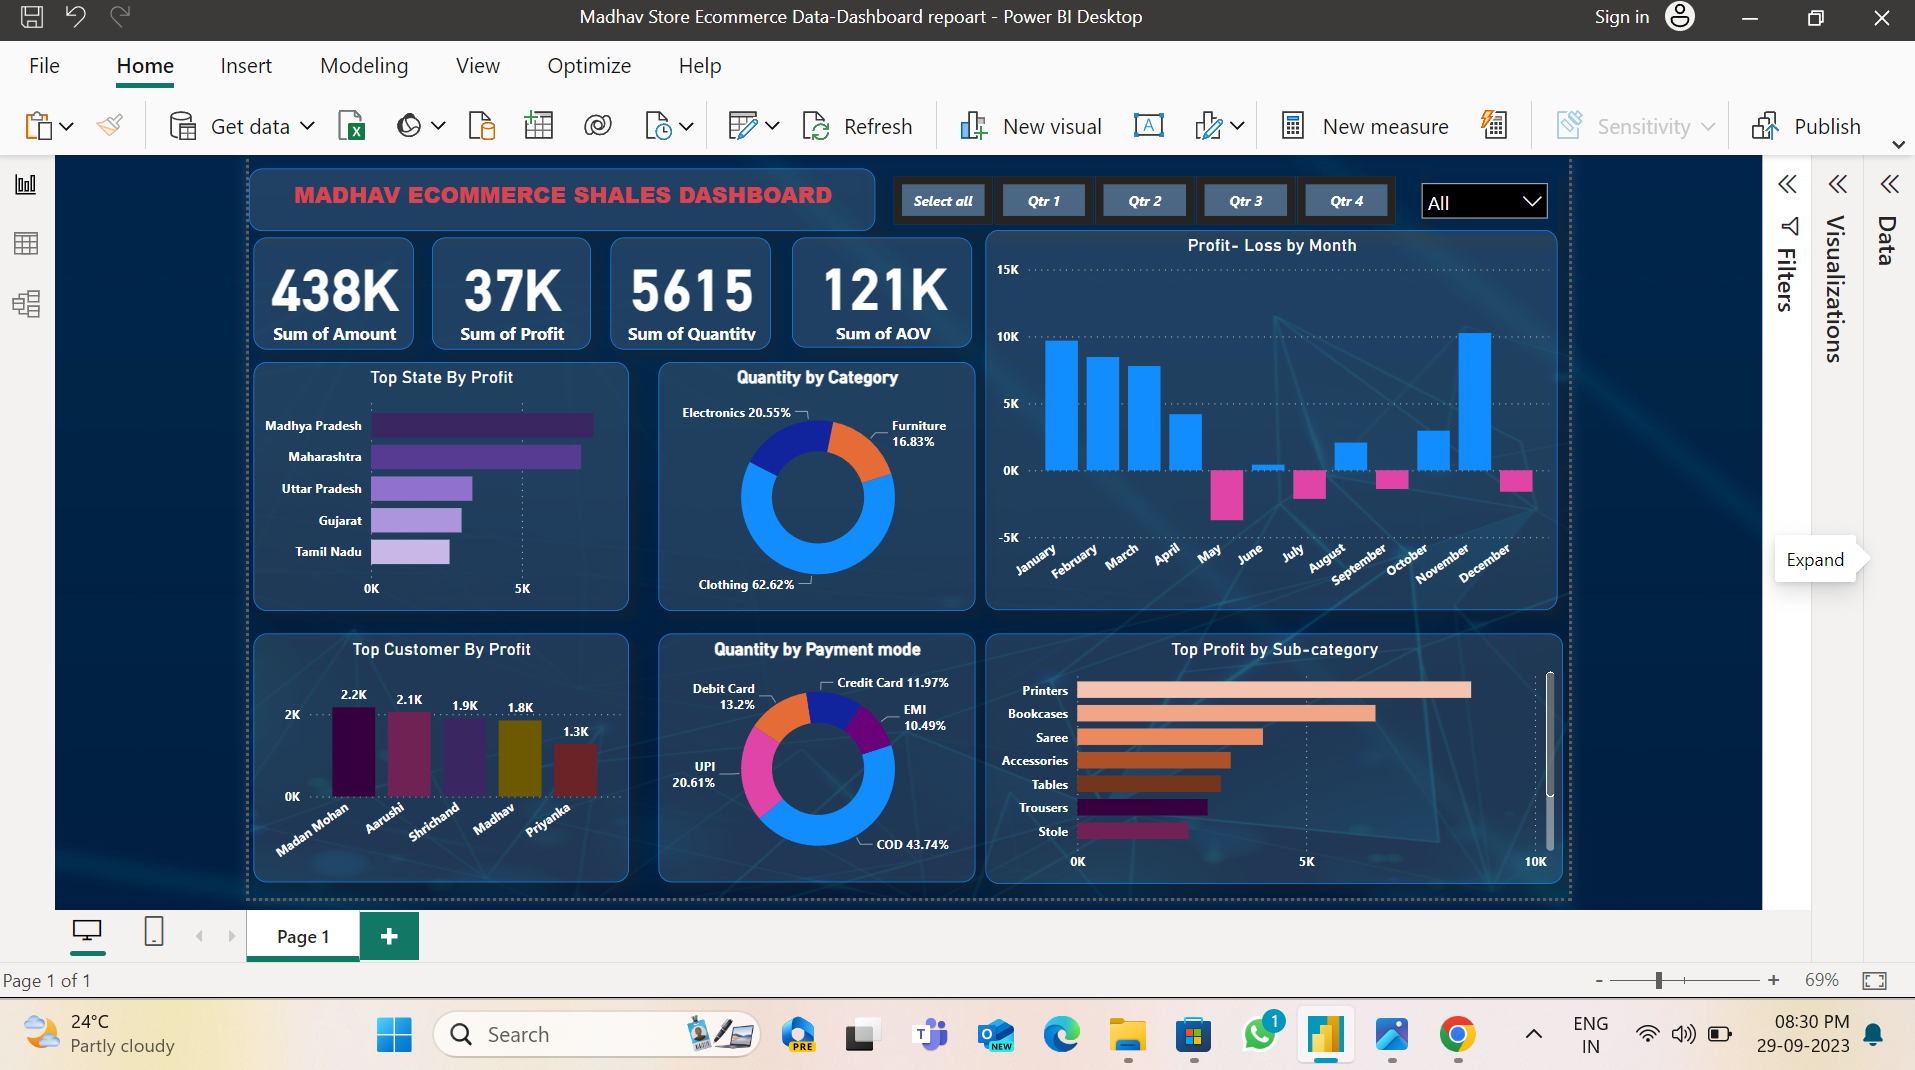 Madhav Store Ecommerce Data-Dashboard repoart - Power BI Desktop
Sign in
File Home Insert Modeling View Optimize Help
Get data Refresh New visual A New measure Sensitivity Publish
MADHAV ECOMMERCE SHALES DASHBOARD
Select all Qtr 1 Qtr 2 Qtr 3 Qtr 4
All
438K
Sum of Amount
37K
Sum of Profit
5615
Sum of Quantity
121K
Sum of AOV
Profit- Loss by Month
15K
10K
5K
0K
-5K
January February March April May June July August September October November December
Top State By Profit
Madhya Pradesh
Maharashtra
Uttar Pradesh
Gujarat
Tamil Nadu
0K 5K
Quantity by Category
Electronics 20.55%
Furniture
16.83%
Clothing 62.62%
Top Customer By Profit
2.2K 2.1K 1.9K 1.8K 1.3K
2K
0K
Madan Mohan Aarushi Shrichand Madhav Priyanka
Quantity by Payment mode
Credit Card 11.97%
Debit Card
13.2%
EMI
10.49%
UPI
20.61%
COD 43.74%
Top Profit by Sub-category
Printers
Bookcases
Saree
Accessories
Tables
Trousers
Stole
0K 5K 10K
Filters
Visualizations
Data
Expand
Page 1
Page 1 of 1
- + 69%
24°C
Partly cloudy
Search
PRE
T
NEW
1
ENG
IN
08:30 PM
29-09-2023